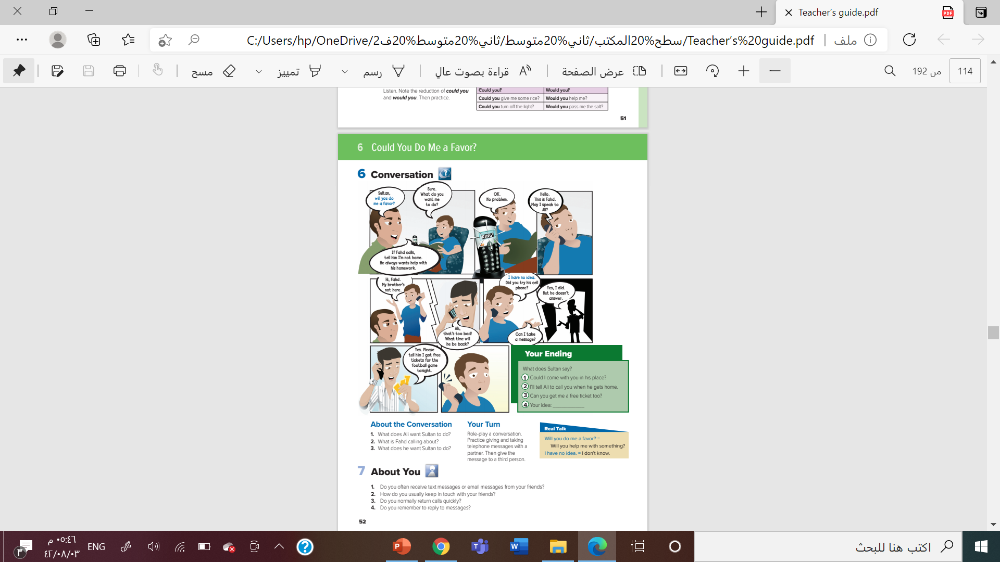 Teacher's guide.pdf
C:/Users/hp/OneDrive/سطح%20المكتب/ثاني%20متوسط/ثاني%20متوسط%20ف2/Teacher's%20guide.pdf
ملف
مسح
تمييز
رسم
قراءة بصوت عالٍ
عرض الصفحة
من 192
114
Listen. Note the reduction of could you
and would you. Then practice.
Could you? Would you?
Could you give me some rice? Would you help me?
Could you turn off the light? Would you pass me the salt?
51
6 Could You Do Me a Favor?
6 Conversation
Sultan,
will you do
me a favor?
Sure.
What do you
want me
to do?
If Fahd calls,
tell him I'm not home.
He always wants help with
his homework.
OK.
No problem.
RING!
Hello.
This is Fahd.
May I speak to
Ali?
Hi, Fahd.
My brother's
not here.
Ah,
that's too bad!
What time will
he be back?
I have no idea.
Did you try his cell
phone?
Yes, I did.
But he doesn't
answer.
Can I take
a message?
Yes. Please
tell him I got free
tickets for the
football game
tonight.
Your Ending
What does Sultan say?
1 Could I come with you in his place?
2 I'll tell Ali to call you when he gets home.
3 Can you get me a free ticket too?
4 Your idea: ____________
About the Conversation
1. What does Ali want Sultan to do?
2. What is Fahd calling about?
3. What does he want Sultan to do?
Your Turn
Role-play a conversation.
Practice giving and taking
telephone messages with a
partner. Then give the
message to a third person.
Real Talk
Will you do me a favor? =
Will you help me with something?
I have no idea. = I don't know.
7 About You
1. Do you often receive text messages or email messages from your friends?
2. How do you usually keep in touch with your friends?
3. Do you normally return calls quickly?
4. Do you remember to reply to messages?
52
٠٥:٤٦ م
٤٢/٠٨/٠٣
٣
ENG
اكتب هنا للبحث